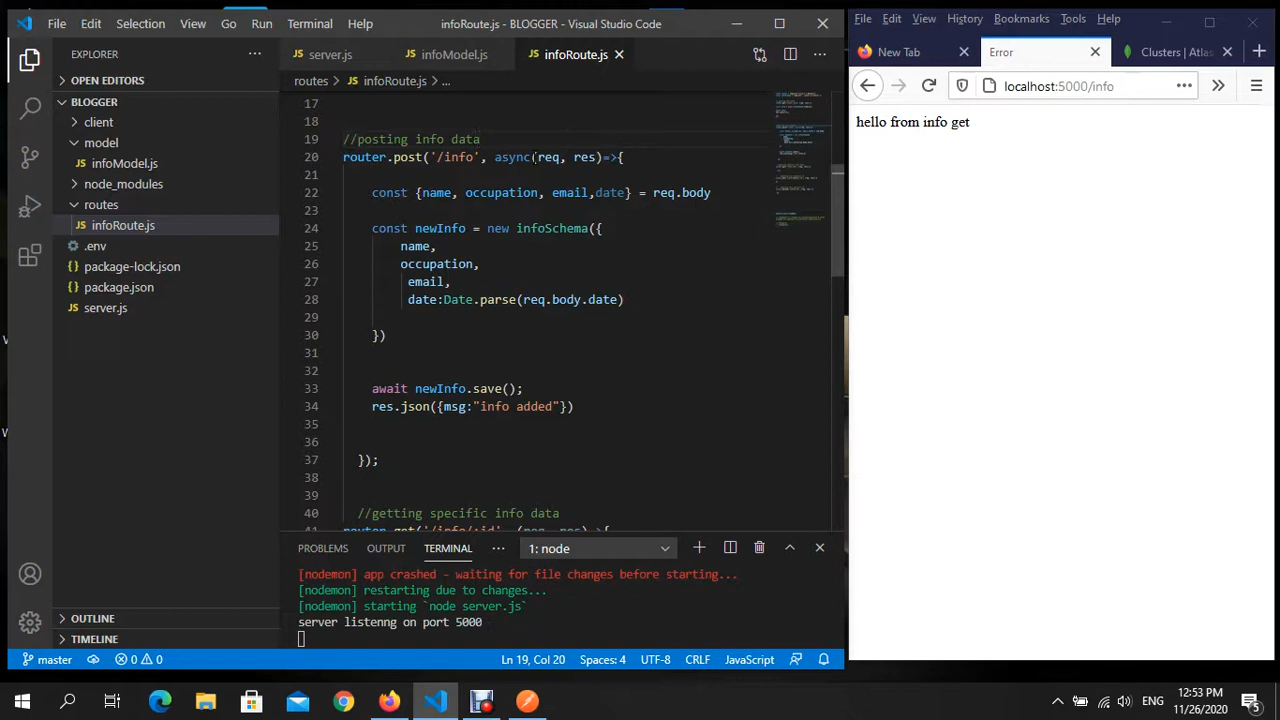 File Edit Selection View Go Run Terminal Help infoRoute.js - BLOGGER - Visual Studio Code
EXPLORER
OPEN EDITORS
BLOGGER
client
model
infoModel.js
node_modules
routes
infoRoute.js
.env
package-lock.json
package.json
server.js
OUTLINE
TIMELINE
server.js infoModel.js infoRoute.js
routes > infoRoute.js > ...
17
18
19 //posting info data
20 router.post('/info', async(req, res)=>{
21
22 const {name, occupation, email,date} = req.body
23
24 const newInfo = new infoSchema({
25 name,
26 occupation,
27 email,
28 date:Date.parse(req.body.date)
29
30 })
31
32
33 await newInfo.save();
34 res.json({msg:"info added"})
35
36
37 });
38
39
40 //getting specific info data
41 router.get('/info/:id', (req, res)=>{
PROBLEMS OUTPUT TERMINAL 1: node
[nodemon] app crashed - waiting for file changes before starting...
[nodemon] restarting due to changes...
[nodemon] starting `node server.js`
server listenng on port 5000
master 0 0 Ln 19, Col 20 Spaces: 4 UTF-8 CRLF JavaScript
File Edit View History Bookmarks Tools Help
New Tab Error Clusters | Atlas
localhost:5000/info
hello from info get
ENG 12:53 PM
11/26/2020 5